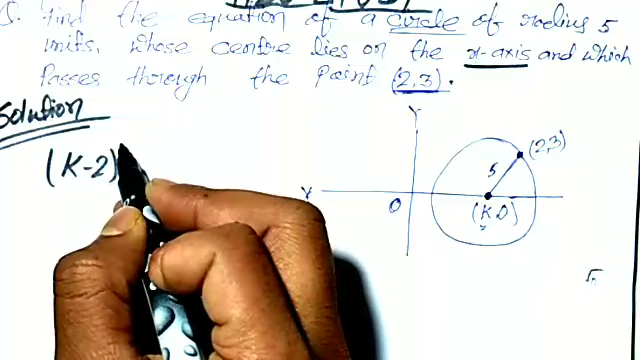 Find the equation of a circle of radius 5
units, whose centre lies on the x-axis and which
Passes through the Point (2,3).
Solution
(K-2)
Y
(2,3)
5
O
(K,0)